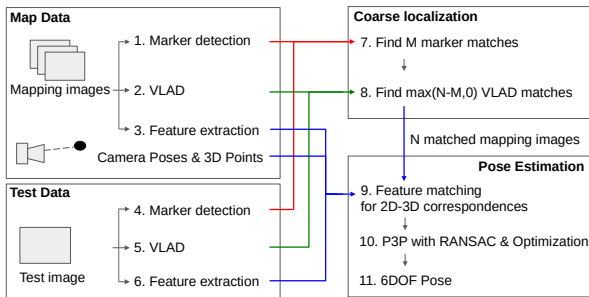 Map Data
Mapping images
1. Marker detection
2. VLAD
3. Feature extraction
Camera Poses & 3D Points
Test Data
Test image
4. Marker detection
5. VLAD
6. Feature extraction
Coarse localization
7. Find M marker matches
8. Find max(N-M,0) VLAD matches
N matched mapping images
Pose Estimation
9. Feature matching
for 2D-3D correspondences
10. P3P with RANSAC & Optimization
11. 6DOF Pose